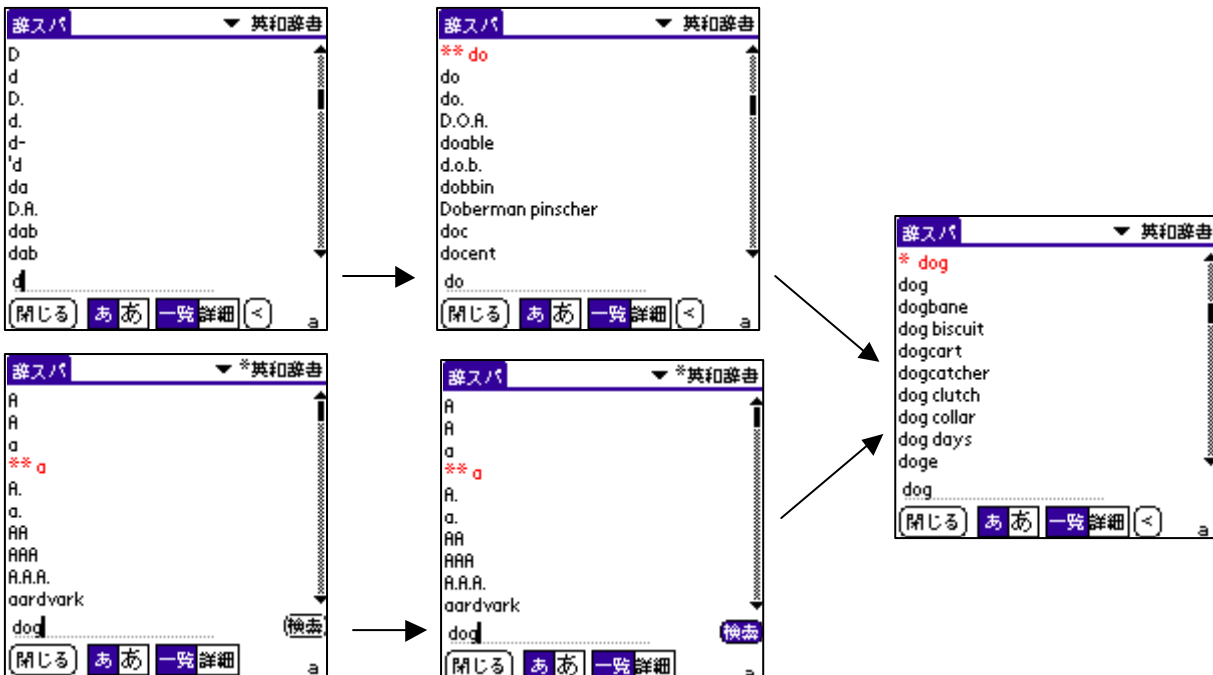 辞スパ ▼ 英和辞書
D
d
D.
d.
d-
'd
da
D.A.
dab
dab
d
閉じる ああ 一覧 詳細 <
a
辞スパ ▼ 英和辞書
** do
do
do.
D.O.A.
doable
d.o.b.
dobbin
Doberman pinscher
doc
docent
do
閉じる ああ 一覧 詳細 <
a
辞スパ ▼ *英和辞書
A
A
a
** a
A.
a.
AA
AAA
A.A.A.
aardvark
dog 検索
閉じる ああ 一覧 詳細
a
辞スパ ▼ *英和辞書
A
A
a
** a
A.
a.
AA
AAA
A.A.A.
aardvark
dog 検索
閉じる ああ 一覧 詳細
a
辞スパ ▼ 英和辞書
* dog
dog
dogbane
dog biscuit
dogcart
dogcatcher
dog clutch
dog collar
dog days
doge
dog
閉じる ああ 一覧 詳細 <
a